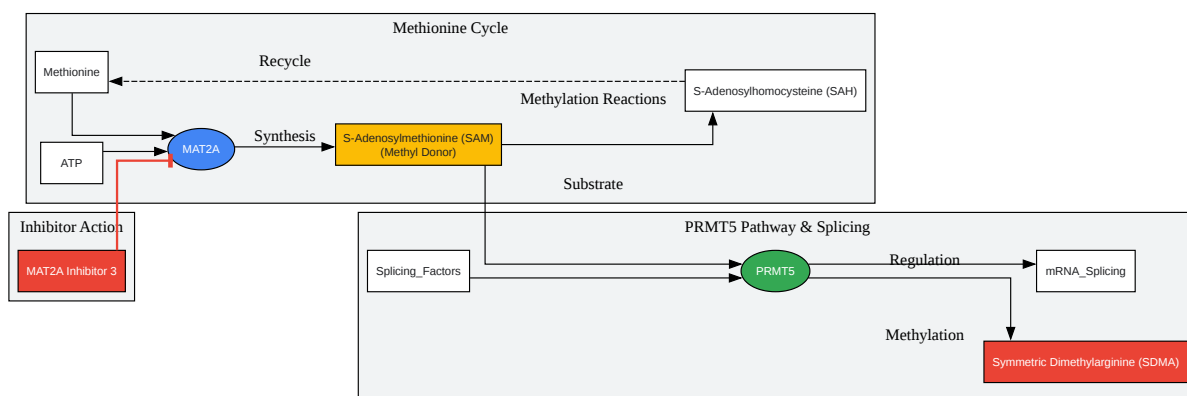 Methionine Cycle
Recycle
Methionine
S-Adenosylhomocysteine (SAH)
Methylation Reactions
Synthesis
S-Adenosylmethionine (SAM)
(Methyl Donor)
MAT2A
ATP
Substrate
Inhibitor Action
PRMT5 Pathway & Splicing
MAT2A Inhibitor 3
Splicing_Factors
PRMT5
Regulation
mRNA_Splicing
Methylation
Symmetric Dimethylarginine (SDMA)